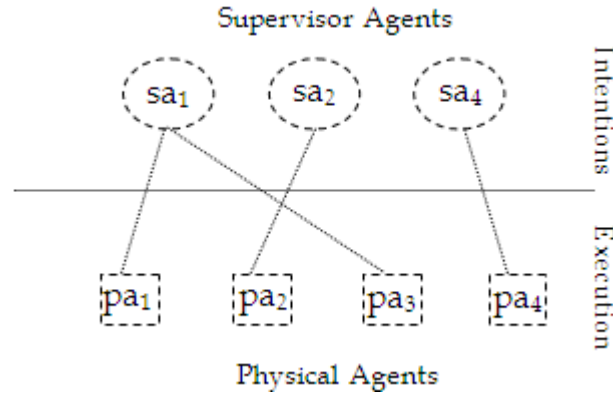 Supervisor Agents
sa₁ sa₂ sa₄
Intentions
pa₁ pa₂ pa₃ pa₄
Execution
Physical Agents